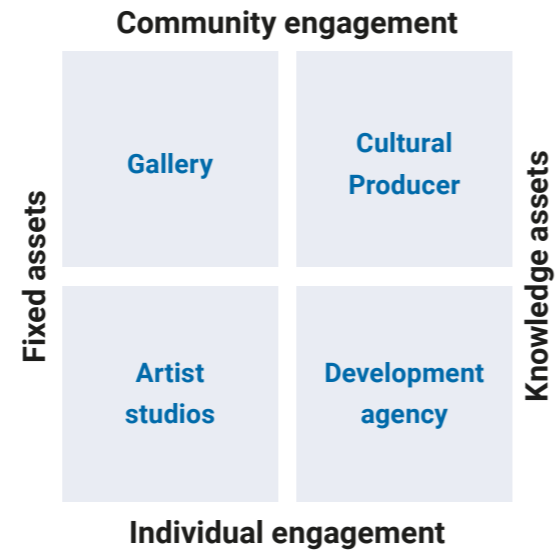 Community engagement
Gallery
Cultural
Producer
Fixed assets
Knowledge assets
Artist
studios
Development
agency
Individual engagement